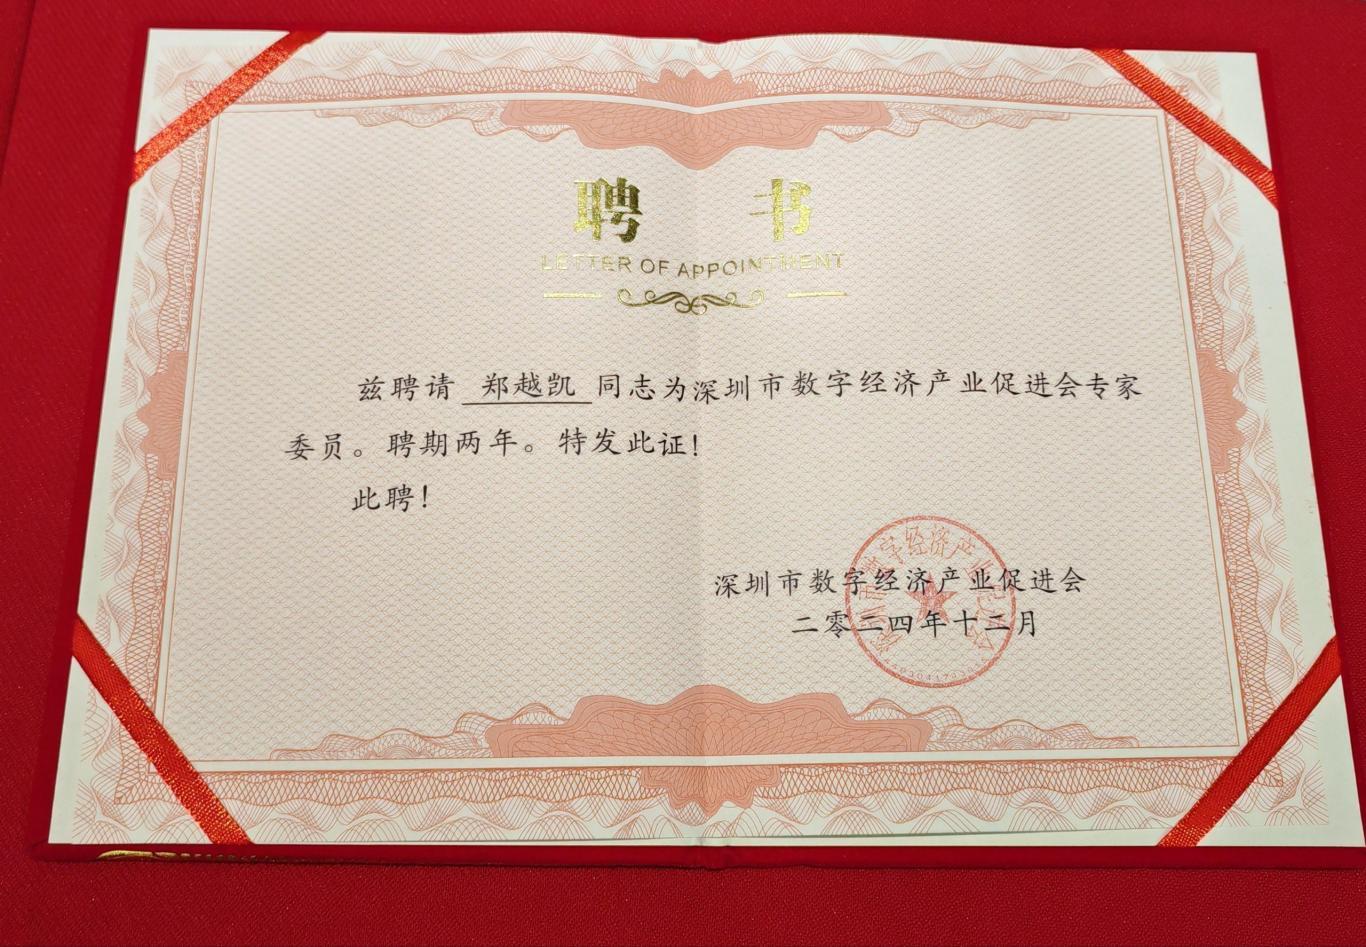 聘 书
LETTER OF APPOINTMENT
兹聘请 郑越凯 同志为深圳市数字经济产业促进会专家
委员。聘期两年。特发此证!
此聘!
深圳市数字经济产业促进会
二零二四年十二月